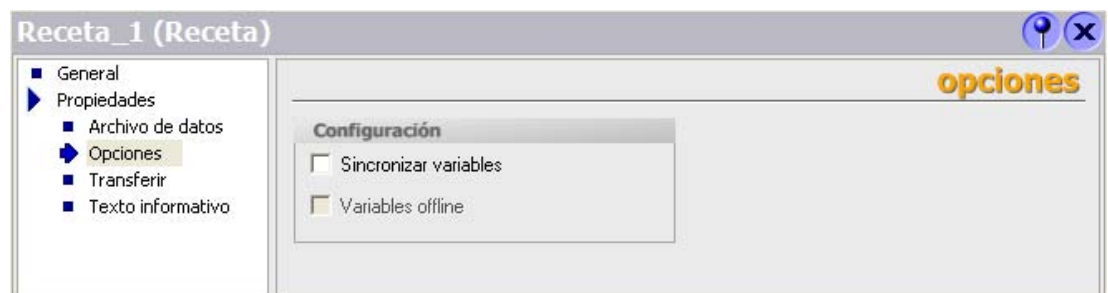 Receta_1 (Receta)
General
Propiedades
Archivo de datos
Opciones
Transferir
Texto informativo
opciones
Configuración
Sincronizar variables
Variables offline